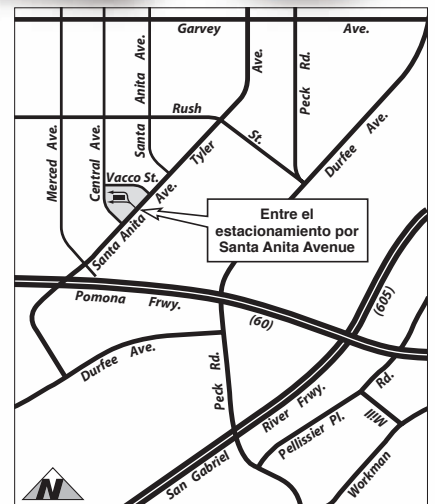 Garvey Ave.
Merced Ave.
Central Ave.
Santa Anita Ave.
Tyler Ave.
Peck Rd.
Rush St.
Durfee Ave.
Vacco St.
Santa Anita Ave.
Entre el
estacionamiento por
Santa Anita Avenue
Pomona Frwy. (60)
(605)
Durfee Ave.
Peck Rd.
San Gabriel River Frwy.
Pellissier Pl.
Mill Rd.
Workman
N